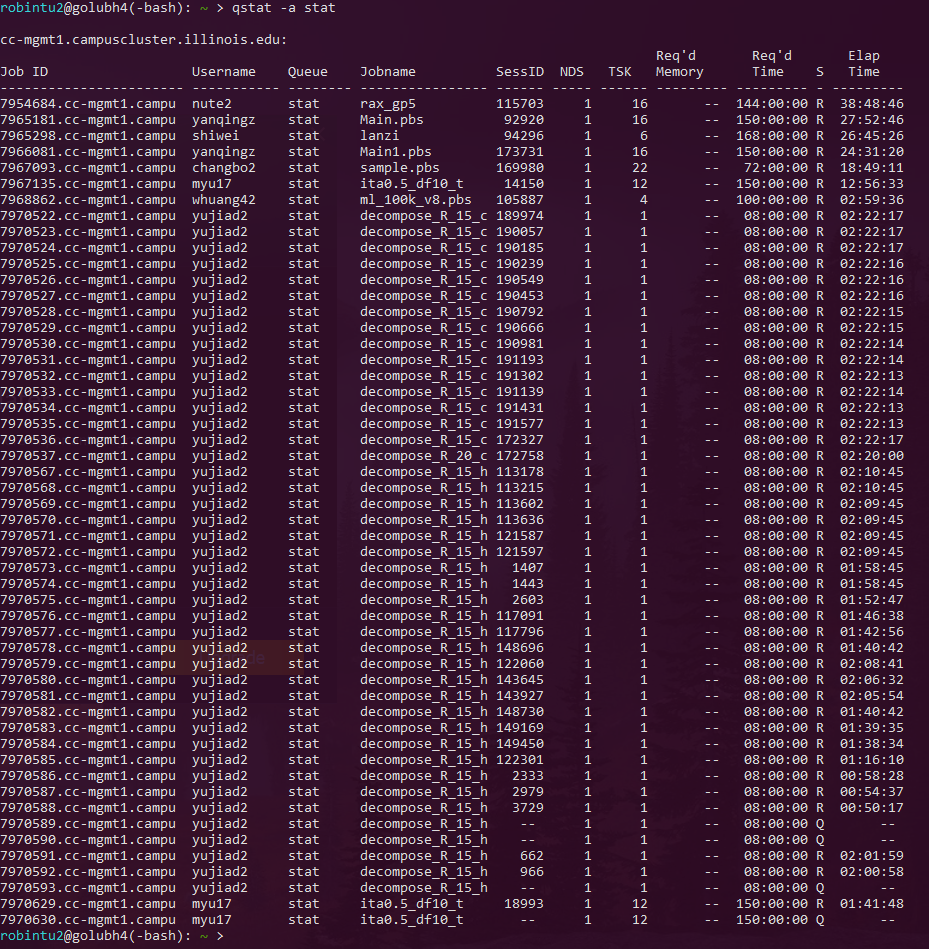 robintu2@golubh4(-bash): ~ > qstat -a stat

cc-mgmt1.campuscluster.illinois.edu:
                                                                                  Req'd       Req'd       Elap
Job ID                  Username    Queue    Jobname          SessID  NDS   TSK   Memory      Time    S   Time
----------------------- ----------- -------- ---------------- ------ ----- ------ --------- --------- - ---------
7954684.cc-mgmt1.campu  nute2       stat     rax_gp5          115703     1     16       --  144:00:00 R  38:48:46
7965181.cc-mgmt1.campu  yanqingz    stat     Main.pbs          92920     1     16       --  150:00:00 R  27:52:46
7965298.cc-mgmt1.campu  shiwei      stat     lanzi             94296     1      6       --  168:00:00 R  26:45:26
7966081.cc-mgmt1.campu  yanqingz    stat     Main1.pbs        173731     1     16       --  150:00:00 R  24:31:20
7967093.cc-mgmt1.campu  changbo2    stat     sample.pbs       169980     1     22       --   72:00:00 R  18:49:11
7967135.cc-mgmt1.campu  myu17       stat     ita0.5_df10_t     14150     1     12       --  150:00:00 R  12:56:33
7968862.cc-mgmt1.campu  whuang42    stat     ml_100k_v8.pbs   105887     1      4       --  100:00:00 R  02:59:36
7970522.cc-mgmt1.campu  yujiad2     stat     decompose_R_15_c 189974     1      1       --   08:00:00 R  02:22:17
7970523.cc-mgmt1.campu  yujiad2     stat     decompose_R_15_c 190057     1      1       --   08:00:00 R  02:22:17
7970524.cc-mgmt1.campu  yujiad2     stat     decompose_R_15_c 190185     1      1       --   08:00:00 R  02:22:17
7970525.cc-mgmt1.campu  yujiad2     stat     decompose_R_15_c 190239     1      1       --   08:00:00 R  02:22:16
7970526.cc-mgmt1.campu  yujiad2     stat     decompose_R_15_c 190549     1      1       --   08:00:00 R  02:22:16
7970527.cc-mgmt1.campu  yujiad2     stat     decompose_R_15_c 190453     1      1       --   08:00:00 R  02:22:16
7970528.cc-mgmt1.campu  yujiad2     stat     decompose_R_15_c 190792     1      1       --   08:00:00 R  02:22:15
7970529.cc-mgmt1.campu  yujiad2     stat     decompose_R_15_c 190666     1      1       --   08:00:00 R  02:22:15
7970530.cc-mgmt1.campu  yujiad2     stat     decompose_R_15_c 190981     1      1       --   08:00:00 R  02:22:14
7970531.cc-mgmt1.campu  yujiad2     stat     decompose_R_15_c 191193     1      1       --   08:00:00 R  02:22:14
7970532.cc-mgmt1.campu  yujiad2     stat     decompose_R_15_c 191302     1      1       --   08:00:00 R  02:22:13
7970533.cc-mgmt1.campu  yujiad2     stat     decompose_R_15_c 191139     1      1       --   08:00:00 R  02:22:14
7970534.cc-mgmt1.campu  yujiad2     stat     decompose_R_15_c 191431     1      1       --   08:00:00 R  02:22:13
7970535.cc-mgmt1.campu  yujiad2     stat     decompose_R_15_c 191577     1      1       --   08:00:00 R  02:22:13
7970536.cc-mgmt1.campu  yujiad2     stat     decompose_R_15_c 172327     1      1       --   08:00:00 R  02:22:17
7970537.cc-mgmt1.campu  yujiad2     stat     decompose_R_20_c 172758     1      1       --   08:00:00 R  02:20:00
7970567.cc-mgmt1.campu  yujiad2     stat     decompose_R_15_h 113178     1      1       --   08:00:00 R  02:10:45
7970568.cc-mgmt1.campu  yujiad2     stat     decompose_R_15_h 113215     1      1       --   08:00:00 R  02:10:45
7970569.cc-mgmt1.campu  yujiad2     stat     decompose_R_15_h 113602     1      1       --   08:00:00 R  02:09:45
7970570.cc-mgmt1.campu  yujiad2     stat     decompose_R_15_h 113636     1      1       --   08:00:00 R  02:09:45
7970571.cc-mgmt1.campu  yujiad2     stat     decompose_R_15_h 121587     1      1       --   08:00:00 R  02:09:45
7970572.cc-mgmt1.campu  yujiad2     stat     decompose_R_15_h 121597     1      1       --   08:00:00 R  02:09:45
7970573.cc-mgmt1.campu  yujiad2     stat     decompose_R_15_h   1407     1      1       --   08:00:00 R  01:58:45
7970574.cc-mgmt1.campu  yujiad2     stat     decompose_R_15_h   1443     1      1       --   08:00:00 R  01:58:45
7970575.cc-mgmt1.campu  yujiad2     stat     decompose_R_15_h   2603     1      1       --   08:00:00 R  01:52:47
7970576.cc-mgmt1.campu  yujiad2     stat     decompose_R_15_h 117091     1      1       --   08:00:00 R  01:46:38
7970577.cc-mgmt1.campu  yujiad2     stat     decompose_R_15_h 117796     1      1       --   08:00:00 R  01:42:56
7970578.cc-mgmt1.campu  yujiad2     stat     decompose_R_15_h 148696     1      1       --   08:00:00 R  01:40:42
7970579.cc-mgmt1.campu  yujiad2     stat     decompose_R_15_h 122060     1      1       --   08:00:00 R  02:08:41
7970580.cc-mgmt1.campu  yujiad2     stat     decompose_R_15_h 143645     1      1       --   08:00:00 R  02:06:32
7970581.cc-mgmt1.campu  yujiad2     stat     decompose_R_15_h 143927     1      1       --   08:00:00 R  02:05:54
7970582.cc-mgmt1.campu  yujiad2     stat     decompose_R_15_h 148730     1      1       --   08:00:00 R  01:40:42
7970583.cc-mgmt1.campu  yujiad2     stat     decompose_R_15_h 149169     1      1       --   08:00:00 R  01:39:35
7970584.cc-mgmt1.campu  yujiad2     stat     decompose_R_15_h 149450     1      1       --   08:00:00 R  01:38:34
7970585.cc-mgmt1.campu  yujiad2     stat     decompose_R_15_h 122301     1      1       --   08:00:00 R  01:16:10
7970586.cc-mgmt1.campu  yujiad2     stat     decompose_R_15_h   2333     1      1       --   08:00:00 R  00:58:28
7970587.cc-mgmt1.campu  yujiad2     stat     decompose_R_15_h   2979     1      1       --   08:00:00 R  00:54:37
7970588.cc-mgmt1.campu  yujiad2     stat     decompose_R_15_h   3729     1      1       --   08:00:00 R  00:50:17
7970589.cc-mgmt1.campu  yujiad2     stat     decompose_R_15_h    --      1      1       --   08:00:00 Q       --
7970590.cc-mgmt1.campu  yujiad2     stat     decompose_R_15_h    --      1      1       --   08:00:00 Q       --
7970591.cc-mgmt1.campu  yujiad2     stat     decompose_R_15_h    662     1      1       --   08:00:00 R  02:01:59
7970592.cc-mgmt1.campu  yujiad2     stat     decompose_R_15_h    966     1      1       --   08:00:00 R  02:00:58
7970593.cc-mgmt1.campu  yujiad2     stat     decompose_R_15_h    --      1      1       --   08:00:00 Q       --
7970629.cc-mgmt1.campu  myu17       stat     ita0.5_df10_t     18993     1     12       --  150:00:00 R  01:41:48
7970630.cc-mgmt1.campu  myu17       stat     ita0.5_df10_t       --      1     12       --  150:00:00 Q       --
robintu2@golubh4(-bash): ~ >